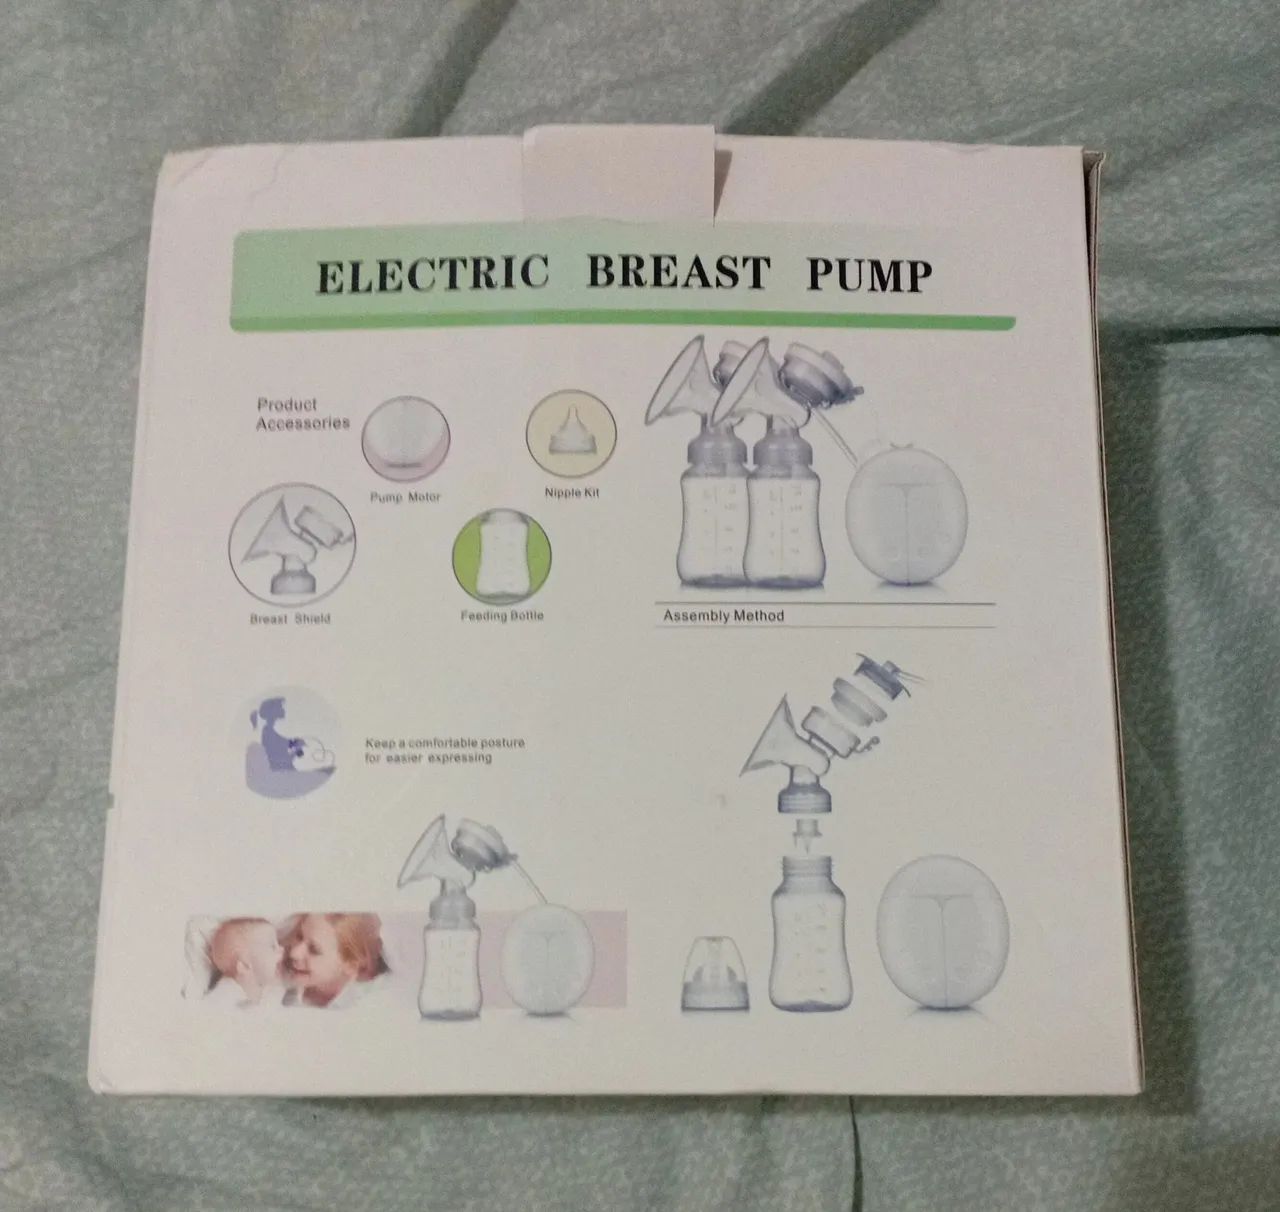 ELECTRIC BREAST PUMP
Product
Accessories
Pump Motor
Nipple Kit
Breast Shield
Feeding Bottle
Assembly Method
Keep a comfortable posture
for easier expressing